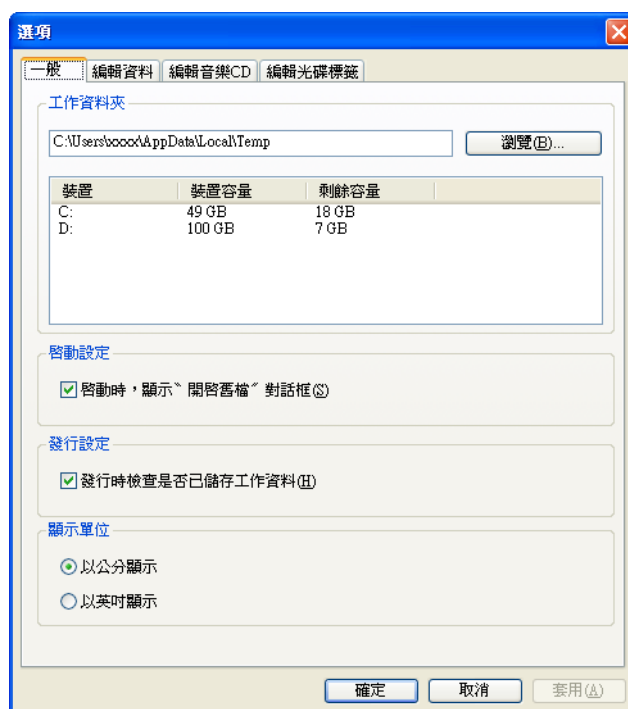 選項
一般 編輯資料 編輯音樂CD 編輯光碟標籤
工作資料夾
C:\Users\xxxxx\AppData\Local\Temp 瀏覽(B)...
裝置 裝置容量 剩餘容量
C: 49 GB 18 GB
D: 100 GB 7 GB
啓動設定
啓動時，顯示〝開啓舊檔〞對話框(S)
發行設定
發行時檢查是否已儲存工作資料(H)
顯示單位
以公分顯示
以英吋顯示
確定 取消 套用(A)